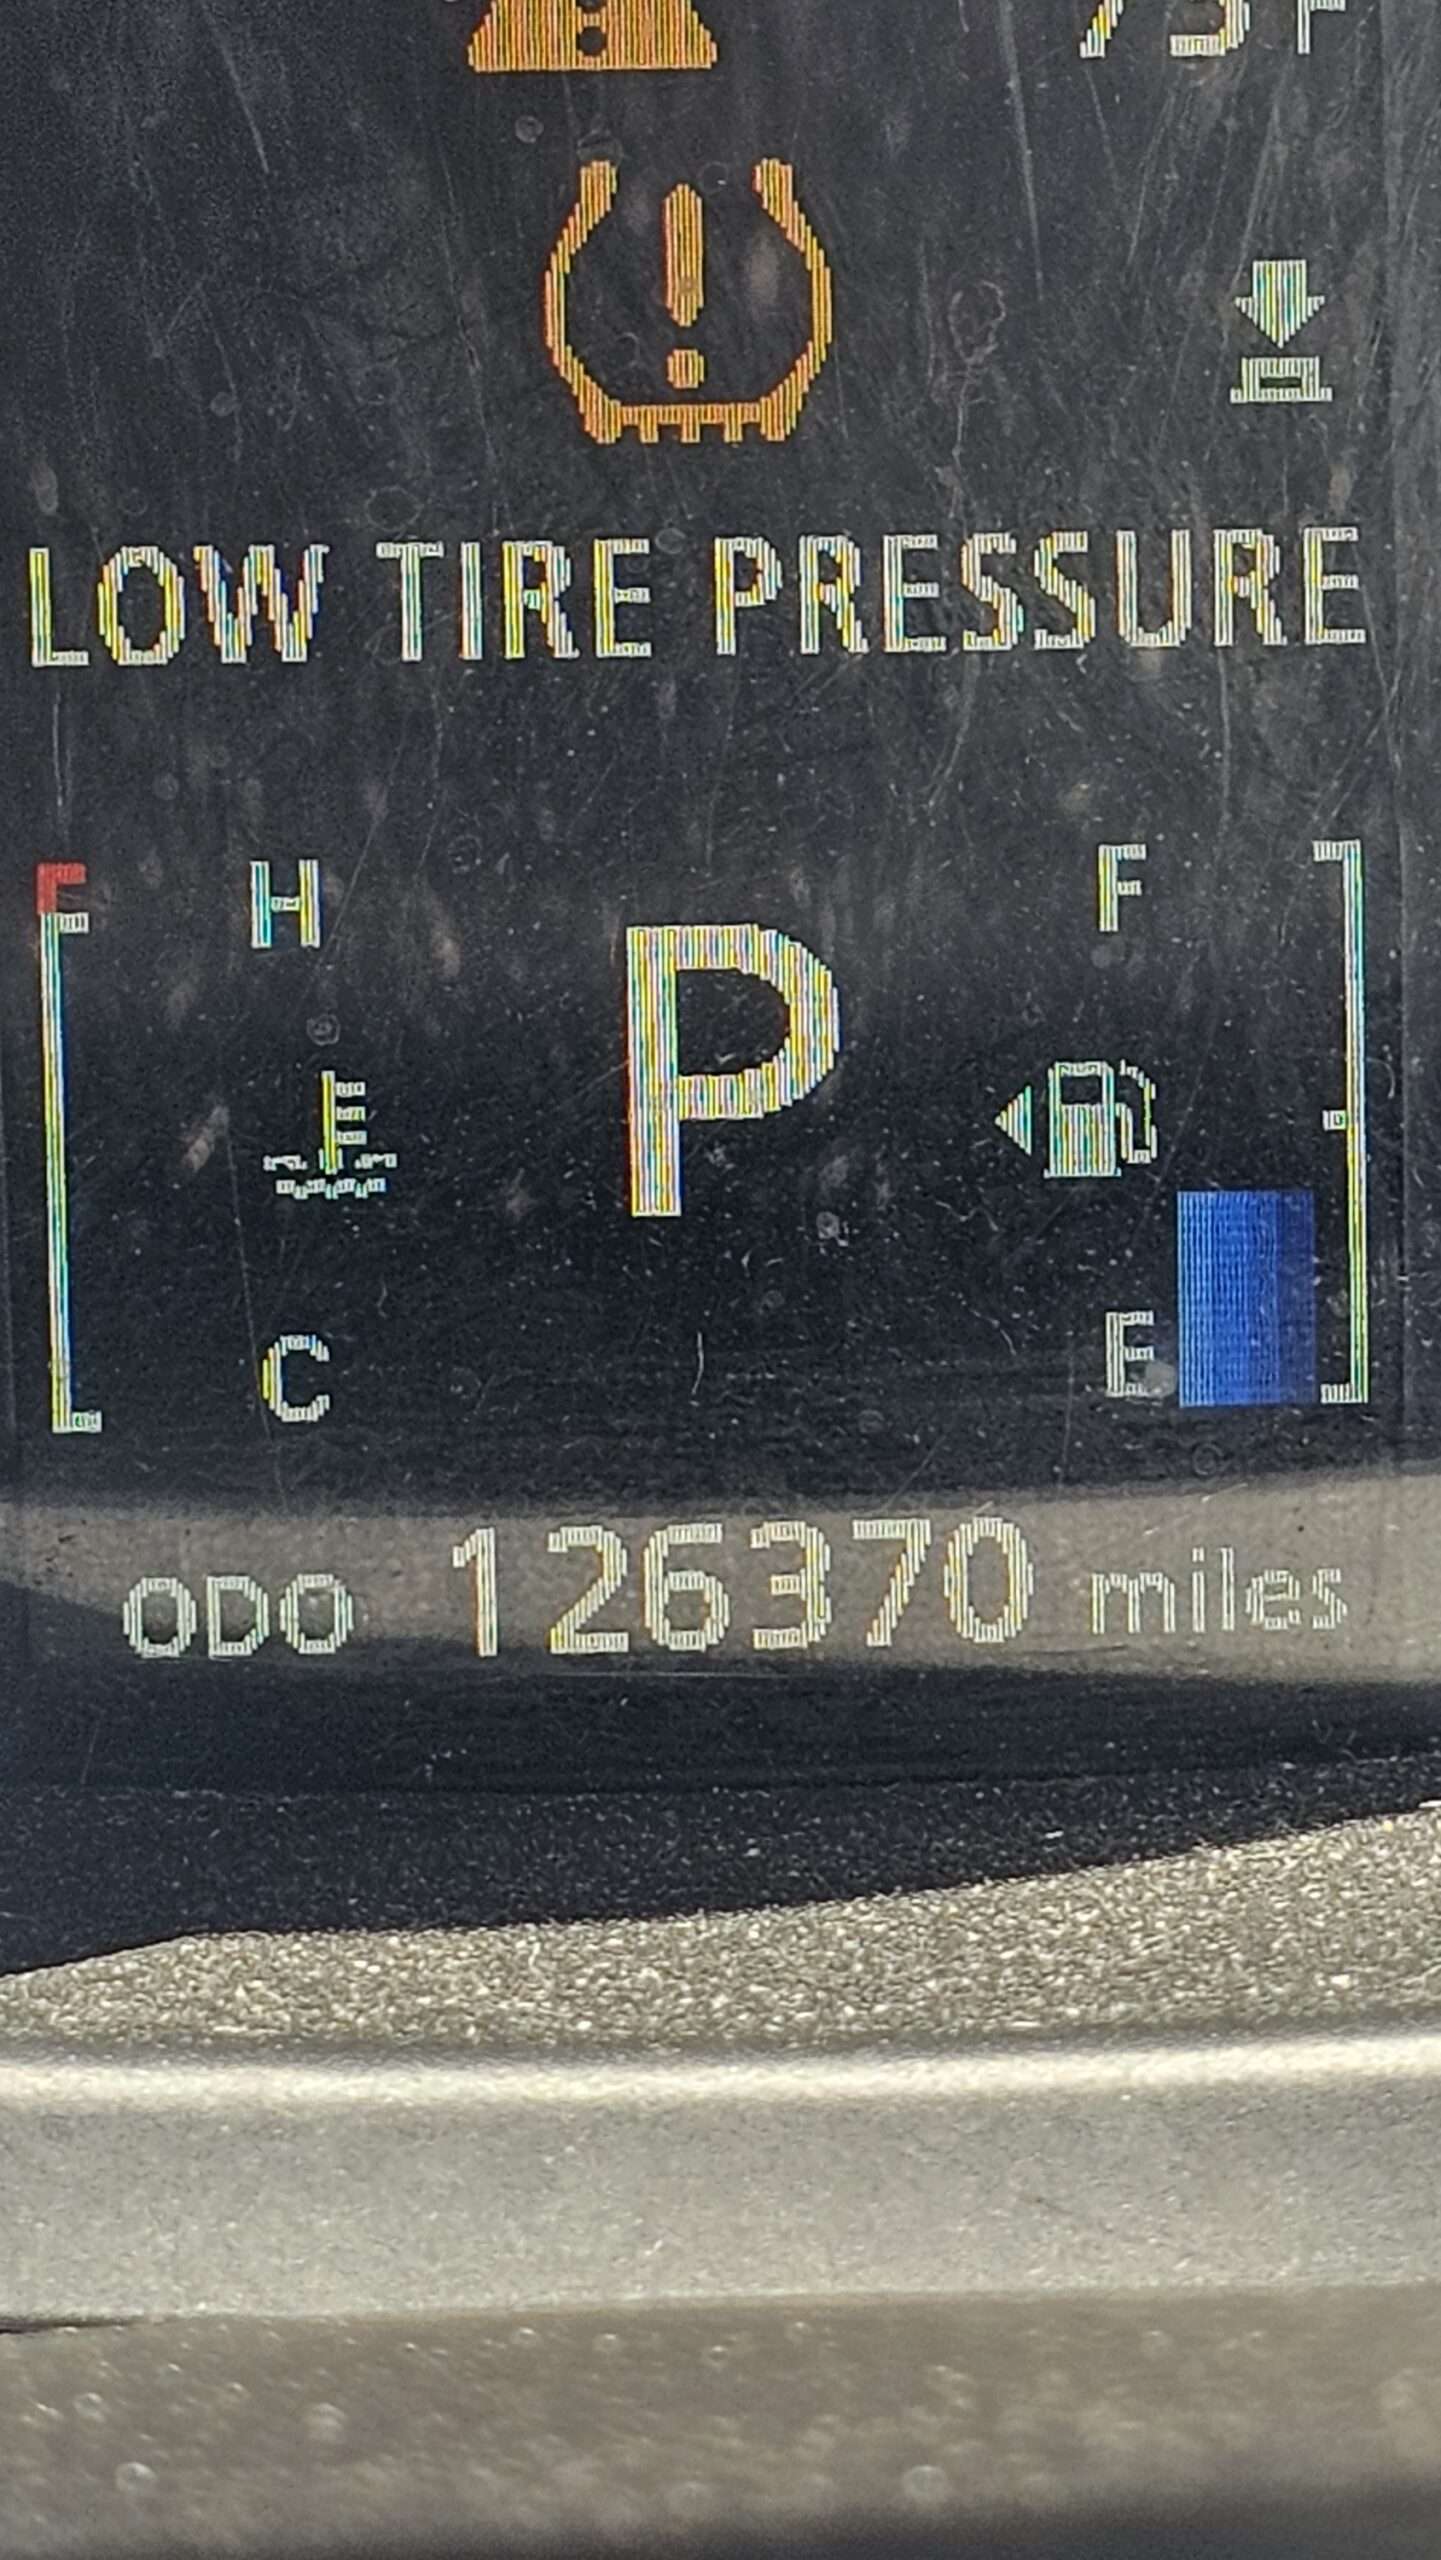 LOW TIRE PRESSURE
H F
P
C E
ODO 126370 miles